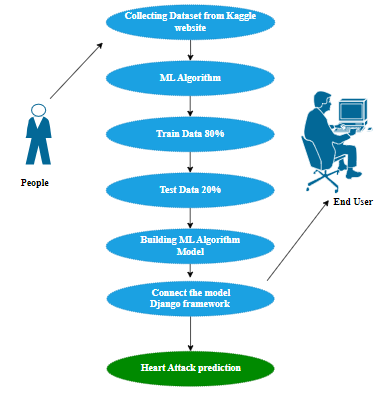 Collecting Dataset from Kaggle
website
ML Algorithm
Train Data 80%
People
Test Data 20%
End User
Building ML Algorithm
Model
Connect the model
Django framework
Heart Attack prediction